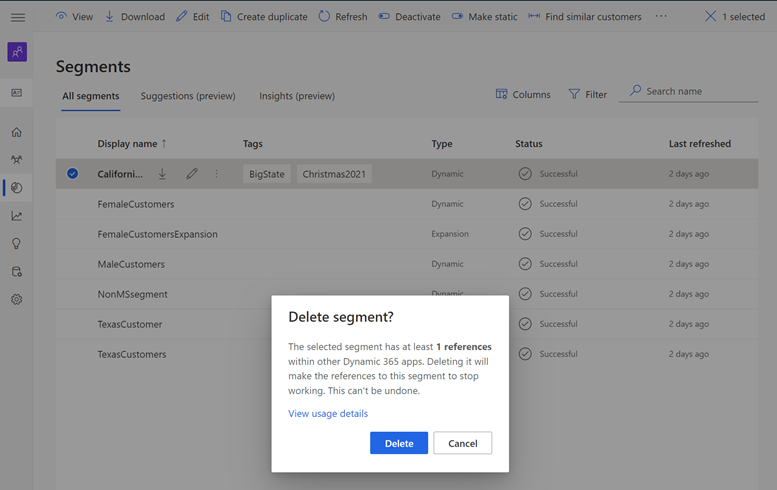 View Download Edit Create duplicate Refresh Deactivate Make static Find similar customers ··· 1 selected
Segments
All segments Suggestions (preview) Insights (preview) Columns Filter Search name
Display name ↑ Tags Type Status Last refreshed
Californi... BigState Christmas2021 Dynamic Successful 2 days ago
FemaleCustomers Dynamic Successful 2 days ago
FemaleCustomersExpansion Expansion Successful 2 days ago
MaleCustomers Dynamic Successful 2 days ago
NonMSsegment Dynamic Successful 2 days ago
TexasCustomer Successful 2 days ago
TexasCustomers Successful 2 days ago
Delete segment?
The selected segment has at least 1 references
within other Dynamic 365 apps. Deleting it will
make the references to this segment to stop
working. This can't be undone.
View usage details
Delete Cancel